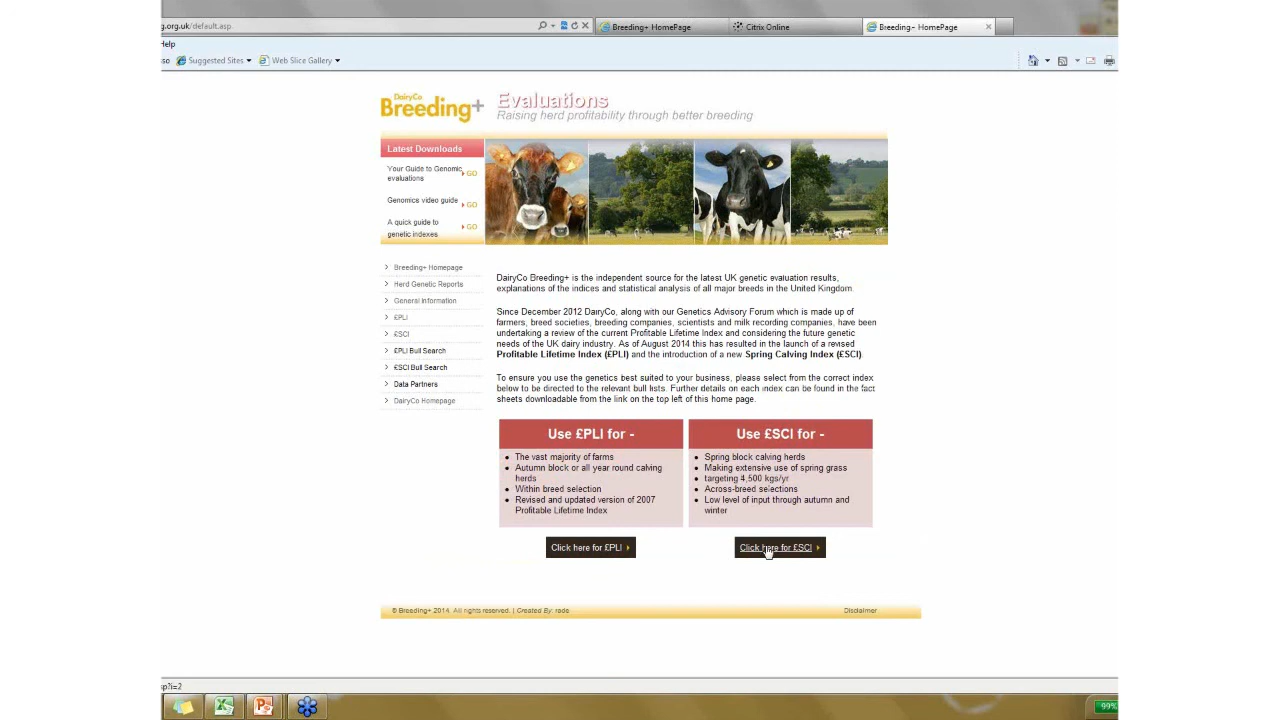 g.org.uk/default.asp
Breeding+ HomePage
Citrix Online
Breeding+ HomePage
Help
Suggested Sites
Web Slice Gallery
DairyCo
Breeding+
Evaluations
Raising herd profitability through better breeding
Latest Downloads
Your Guide to Genomic
evaluations
GO
Genomics video guide
GO
A quick guide to
genetic indexes
GO
Breeding+ Homepage
Herd Genetic Reports
General Information
£PLI
£SCI
£PLI Bull Search
£SCI Bull Search
Data Partners
DairyCo Homepage
DairyCo Breeding+ is the independent source for the latest UK genetic evaluation results,
explanations of the indices and statistical analysis of all major breeds in the United Kingdom.
Since December 2012 DairyCo, along with our Genetics Advisory Forum which is made up of
farmers, breed societies, breeding companies, scientists and milk recording companies, have been
undertaking a review of the current Profitable Lifetime Index and considering the future genetic
needs of the UK dairy industry. As of August 2014 this has resulted in the launch of a revised
Profitable Lifetime Index (£PLI) and the introduction of a new Spring Calving Index (£SCI).
To ensure you use the genetics best suited to your business, please select from the correct index
below to be directed to the relevant bull lists. Further details on each index can be found in the fact
sheets downloadable from the link on the top left of this home page.
Use £PLI for -
The vast majority of farms
Autumn block or all year round calving
herds
Within breed selection
Revised and updated version of 2007
Profitable Lifetime Index
Use £SCI for -
Spring block calving herds
Making extensive use of spring grass
targeting 4,500 kgs/yr
Across-breed selections
Low level of input through autumn and
winter
Click here for £PLI
Click here for £SCI
© Breeding+ 2014. All rights reserved. | Created By: rade
Disclaimer
sp?i=2
99%